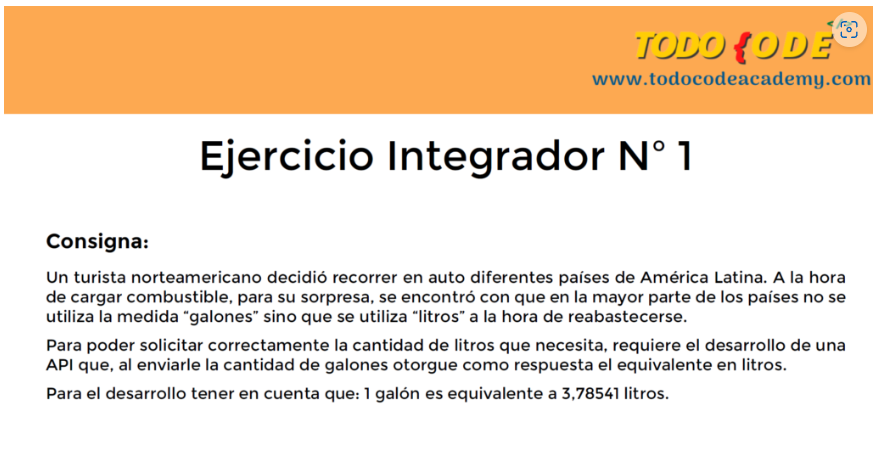 TODO {ODE
www.todocodeacademy.com
Ejercicio Integrador N° 1
Consigna:
Un turista norteamericano decidió recorrer en auto diferentes países de América Latina. A la hora
de cargar combustible, para su sorpresa, se encontró con que en la mayor parte de los países no se
utiliza la medida “galones” sino que se utiliza “litros” a la hora de reabastecerse.
Para poder solicitar correctamente la cantidad de litros que necesita, requiere el desarrollo de una
API que, al enviarle la cantidad de galones otorgue como respuesta el equivalente en litros.
Para el desarrollo tener en cuenta que: 1 galón es equivalente a 3,78541 litros.